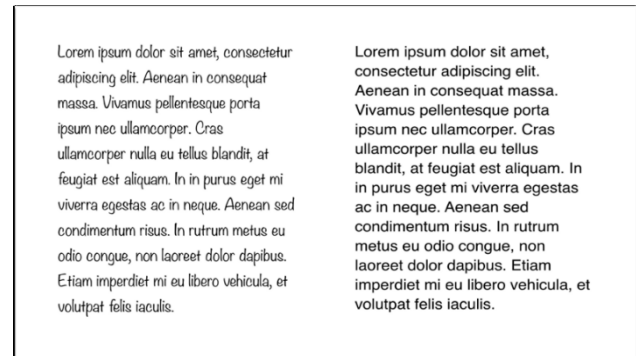 Lorem ipsum dolor sit amet, consectetur
adipiscing elit. Aenean in consequat
massa. Vivamus pellentesque porta
ipsum nec ullamcorper. Cras
ullamcorper nulla eu tellus blandit, at
feugiat est aliquam. In in purus eget mi
viverra egestas ac in neque. Aenean sed
condimentum risus. In rutrum metus eu
odio congue, non laoreet dolor dapibus.
Etiam imperdiet mi eu libero vehicula, et
volutpat felis iaculis.
Lorem ipsum dolor sit amet,
consectetur adipiscing elit.
Aenean in consequat massa.
Vivamus pellentesque porta
ipsum nec ullamcorper. Cras
ullamcorper nulla eu tellus
blandit, at feugiat est aliquam. In
in purus eget mi viverra egestas
ac in neque. Aenean sed
condimentum risus. In rutrum
metus eu odio congue, non
laoreet dolor dapibus. Etiam
imperdiet mi eu libero vehicula, et
volutpat felis iaculis.